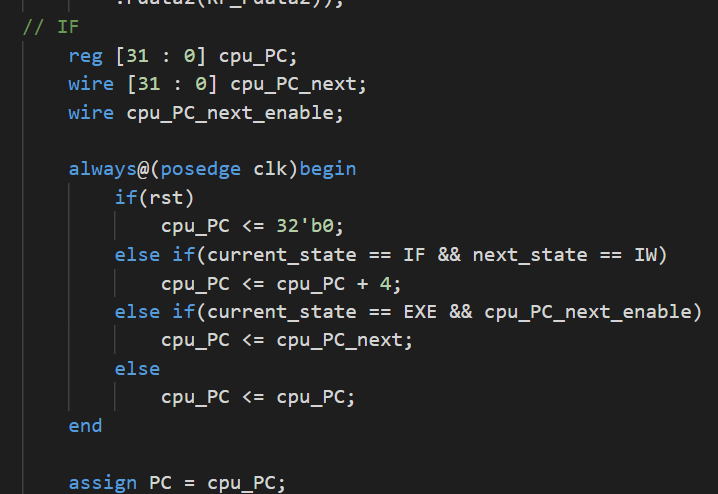 .rdata2(RF_rdata2));
// IF
reg [31 : 0] cpu_PC;
wire [31 : 0] cpu_PC_next;
wire cpu_PC_next_enable;
always@(posedge clk)begin
if(rst)
cpu_PC <= 32'b0;
else if(current_state == IF && next_state == IW)
cpu_PC <= cpu_PC + 4;
else if(current_state == EXE && cpu_PC_next_enable)
cpu_PC <= cpu_PC_next;
else
cpu_PC <= cpu_PC;
end
assign PC = cpu_PC;